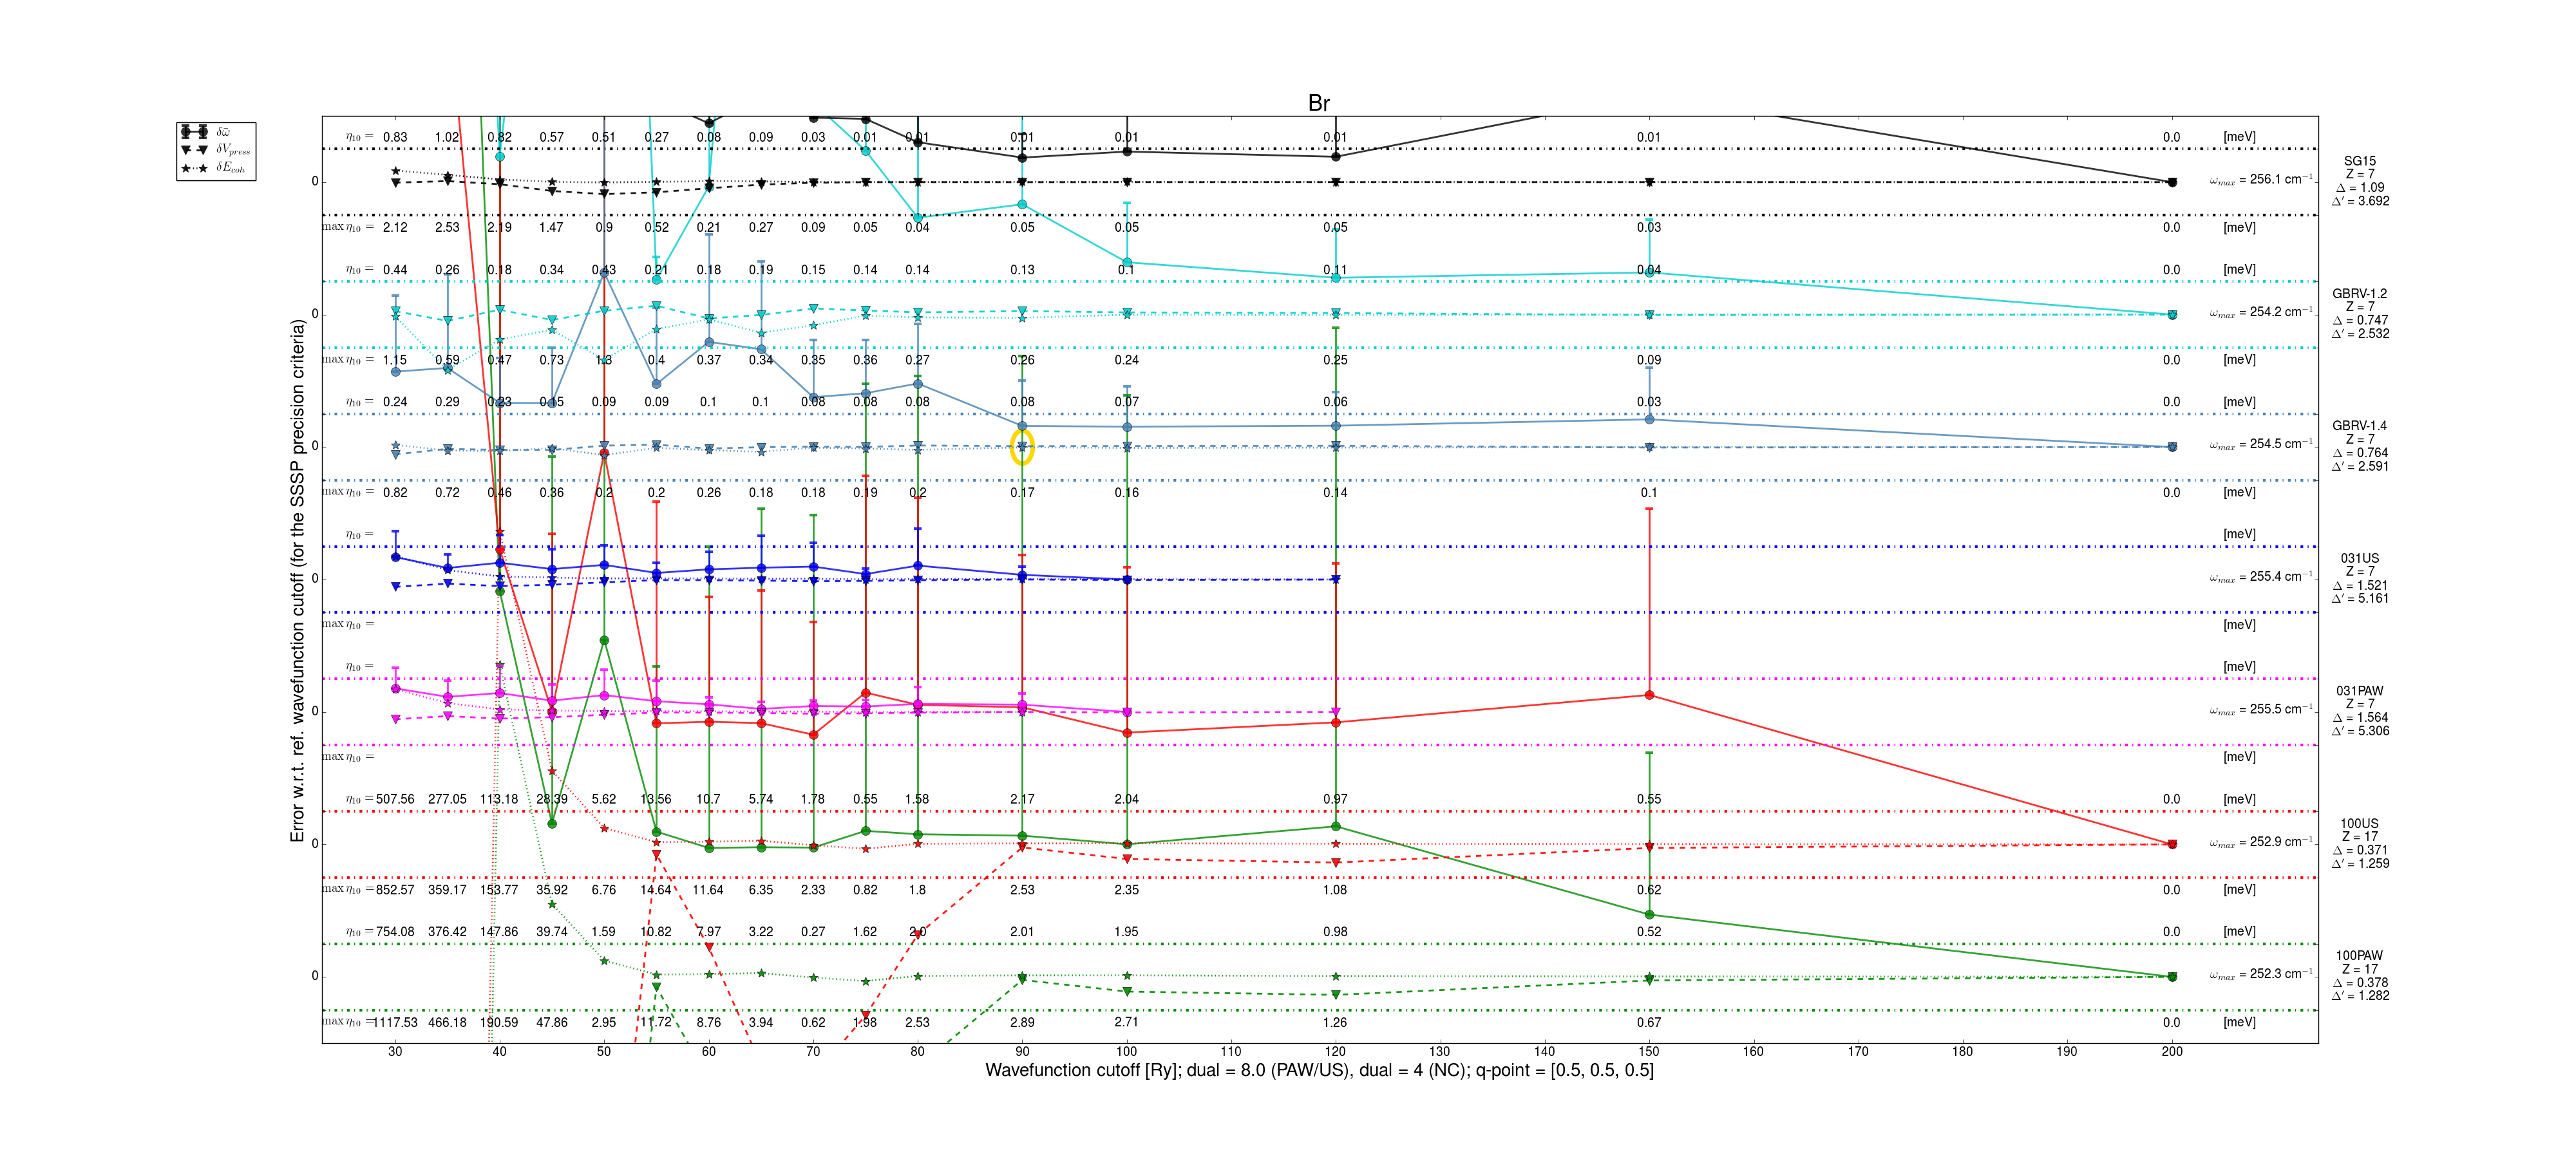 Br
δω̄
δV_press
δE_coh
Error w.r.t. ref. wavefunction cutoff (for the SSSP precision criteria)
η₁₀ = 0.83 1.02 0.82 0.57 0.51 0.27 0.08 0.09 0.03 0.01 0.01 0.01 0.01 0.01 0.01 0.0 [meV]
0 ω_max = 256.1 cm⁻¹
max η₁₀ = 2.12 2.53 2.19 1.47 0.9 0.52 0.21 0.27 0.09 0.05 0.04 0.05 0.05 0.05 0.03 0.0 [meV]
SG15
Z = 7
Δ = 1.09
Δ′ = 3.692
η₁₀ = 0.44 0.26 0.18 0.34 0.43 0.21 0.18 0.19 0.15 0.14 0.14 0.13 0.1 0.11 0.04 0.0 [meV]
0 ω_max = 254.2 cm⁻¹
max η₁₀ = 1.15 0.59 0.47 0.73 1.3 0.4 0.37 0.34 0.35 0.36 0.27 0.26 0.24 0.25 0.09 0.0 [meV]
GBRV-1.2
Z = 7
Δ = 0.747
Δ′ = 2.532
η₁₀ = 0.24 0.29 0.23 0.15 0.09 0.09 0.1 0.1 0.08 0.08 0.08 0.08 0.07 0.06 0.03 0.0 [meV]
0 ω_max = 254.5 cm⁻¹
max η₁₀ = 0.82 0.72 0.46 0.36 0.2 0.2 0.26 0.18 0.18 0.19 0.2 0.17 0.16 0.14 0.1 0.0 [meV]
GBRV-1.4
Z = 7
Δ = 0.764
Δ′ = 2.591
η₁₀ = [meV]
0 ω_max = 255.4 cm⁻¹
max η₁₀ = [meV]
031US
Z = 7
Δ = 1.521
Δ′ = 5.161
η₁₀ = [meV]
0 ω_max = 255.5 cm⁻¹
max η₁₀ = [meV]
031PAW
Z = 7
Δ = 1.564
Δ′ = 5.306
η₁₀ = 507.56 277.05 113.18 28.39 5.62 13.56 10.7 5.74 1.78 0.55 1.58 2.17 2.04 0.97 0.55 0.0 [meV]
0 ω_max = 252.9 cm⁻¹
max η₁₀ = 852.57 359.17 153.77 35.92 6.76 14.64 11.64 6.35 2.33 0.82 1.8 2.53 2.35 1.08 0.62 0.0 [meV]
100US
Z = 17
Δ = 0.371
Δ′ = 1.259
η₁₀ = 754.08 376.42 147.86 39.74 1.59 10.82 7.97 3.22 0.27 1.62 2.0 2.01 1.95 0.98 0.52 0.0 [meV]
0 ω_max = 252.3 cm⁻¹
max η₁₀ = 1117.53 466.18 190.59 47.86 2.95 11.72 8.76 3.94 0.62 1.98 2.53 2.89 2.71 1.26 0.67 0.0 [meV]
100PAW
Z = 17
Δ = 0.378
Δ′ = 1.282
30 40 50 60 70 80 90 100 110 120 130 140 150 160 170 180 190 200
Wavefunction cutoff [Ry]; dual = 8.0 (PAW/US), dual = 4 (NC); q-point = [0.5, 0.5, 0.5]